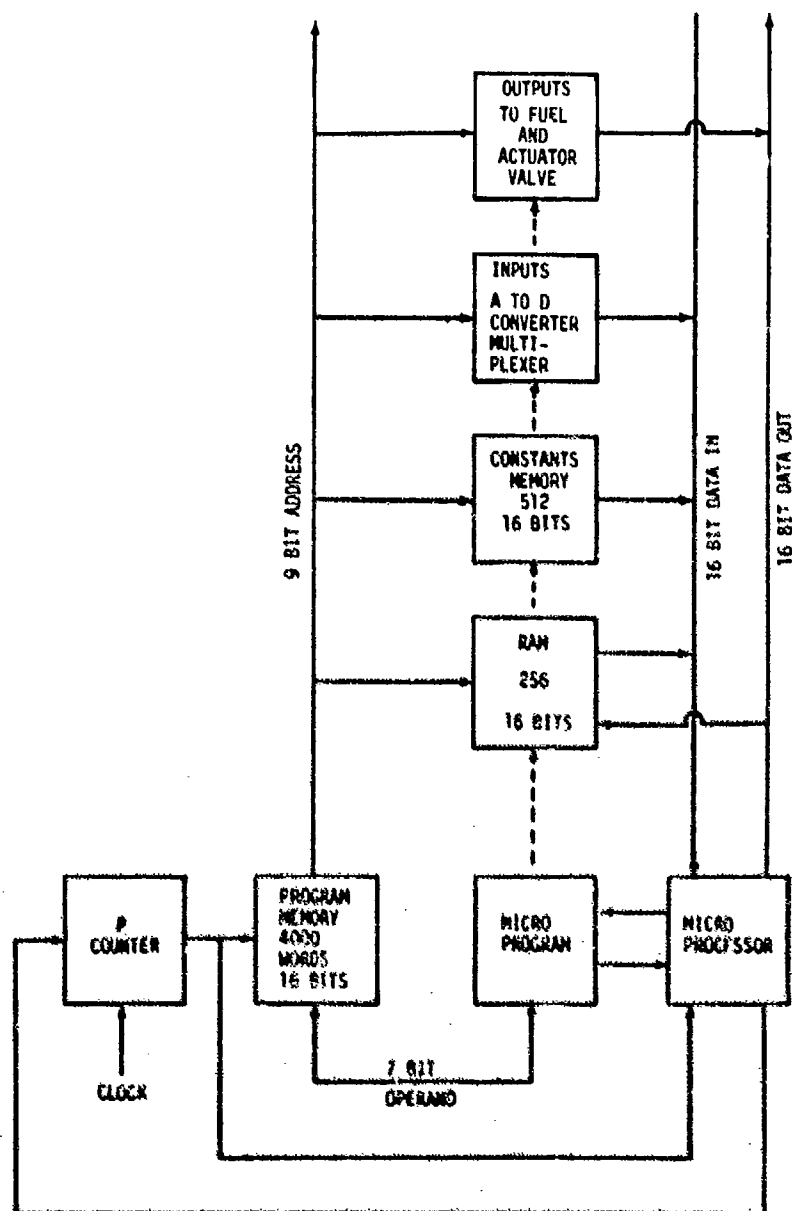 OUTPUTS
TO FUEL
AND
ACTUATOR
VALVE
INPUTS
A TO D
CONVERTER
MULTI-
PLEXER
CONSTANTS
MEMORY
512
16 BITS
RAM
256
16 BITS
9 BIT ADDRESS
16 BIT DATA IN
16 BIT DATA OUT
P
COUNTER
PROGRAM
MEMORY
4000
WORDS
16 BITS
MICRO
PROGRAM
MICRO
PROCESSOR
CLOCK
7 BIT
OPERAND